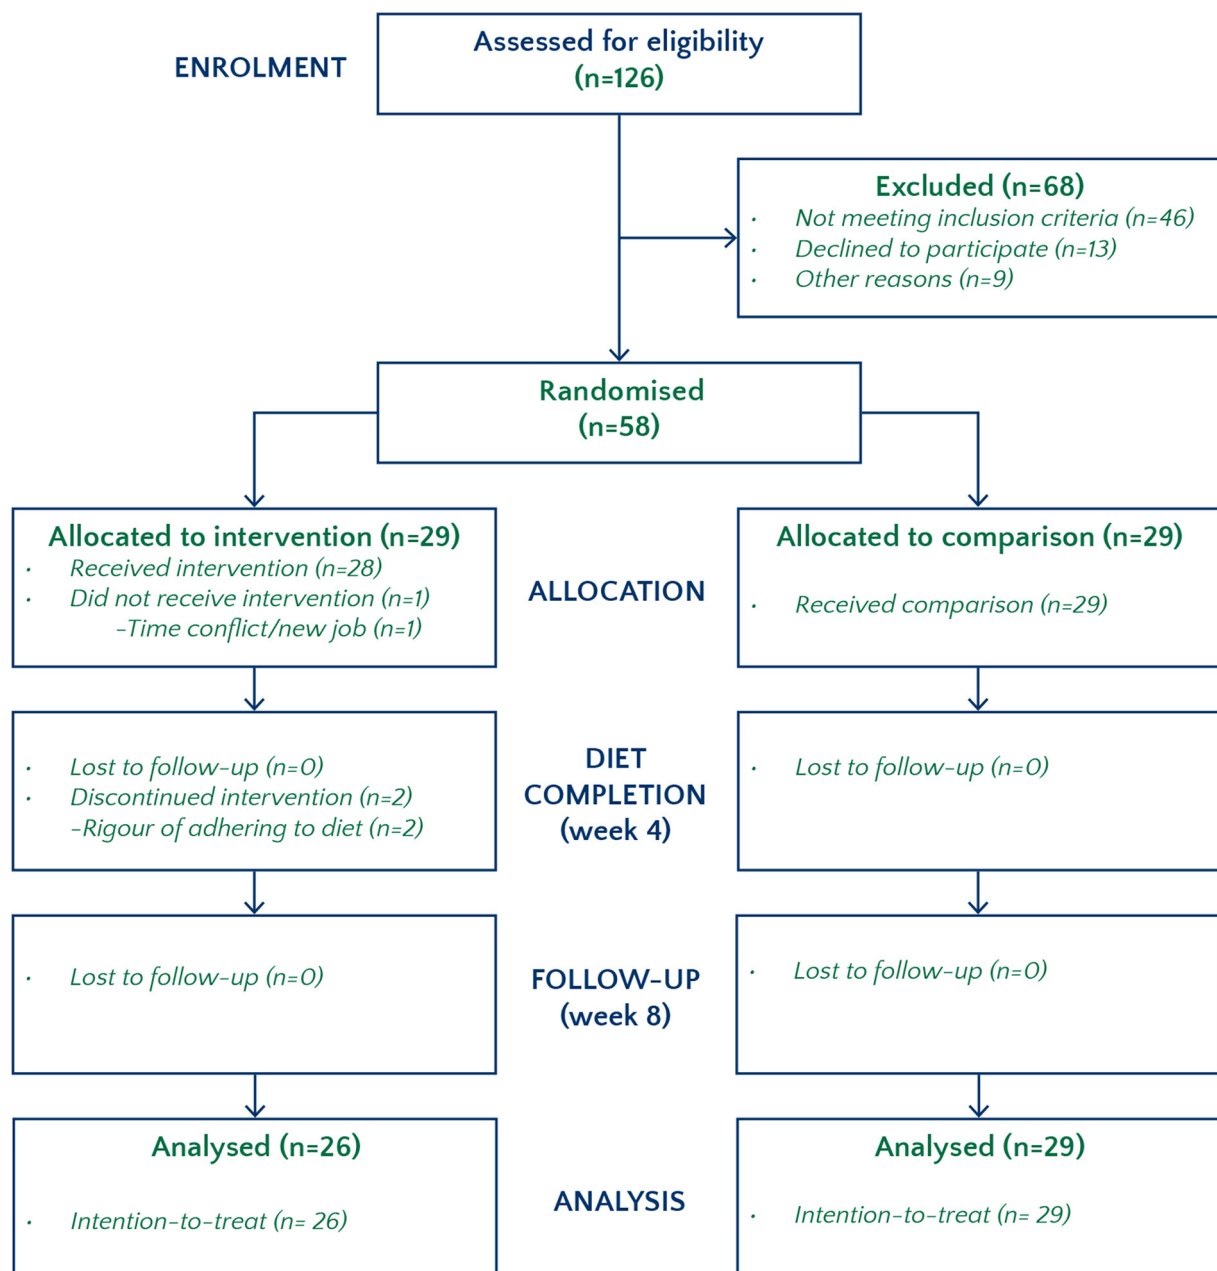 ENROLMENT
Assessed for eligibility
(n=126)
Excluded (n=68)
· Not meeting inclusion criteria (n=46)
· Declined to participate (n=13)
· Other reasons (n=9)
Randomised
(n=58)
Allocated to intervention (n=29)
· Received intervention (n=28)
· Did not receive intervention (n=1)
-Time conflict/new job (n=1)
ALLOCATION
Allocated to comparison (n=29)
· Received comparison (n=29)
· Lost to follow-up (n=0)
· Discontinued intervention (n=2)
-Rigour of adhering to diet (n=2)
DIET
COMPLETION
(week 4)
· Lost to follow-up (n=0)
· Lost to follow-up (n=0)
FOLLOW-UP
(week 8)
· Lost to follow-up (n=0)
Analysed (n=26)
· Intention-to-treat (n= 26)
ANALYSIS
Analysed (n=29)
· Intention-to-treat (n= 29)